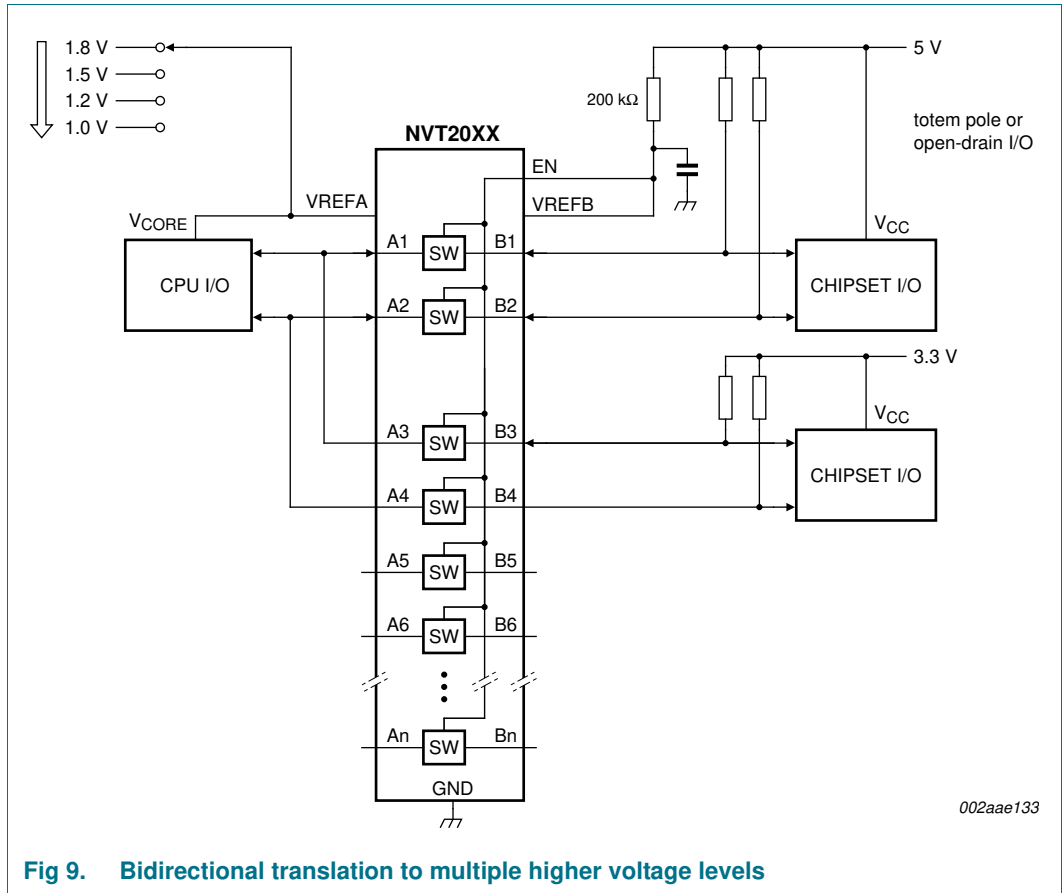 1.8 V
1.5 V
1.2 V
1.0 V
5 V
200 kΩ
totem pole or
open-drain I/O
NVT20XX
EN
VREFA
VREFB
VCORE
VCC
CPU I/O
A1
SW
B1
CHIPSET I/O
A2
SW
B2
3.3 V
VCC
A3
SW
B3
CHIPSET I/O
A4
SW
B4
A5
SW
B5
A6
SW
B6
An
SW
Bn
GND
002aae133
Fig 9. Bidirectional translation to multiple higher voltage levels